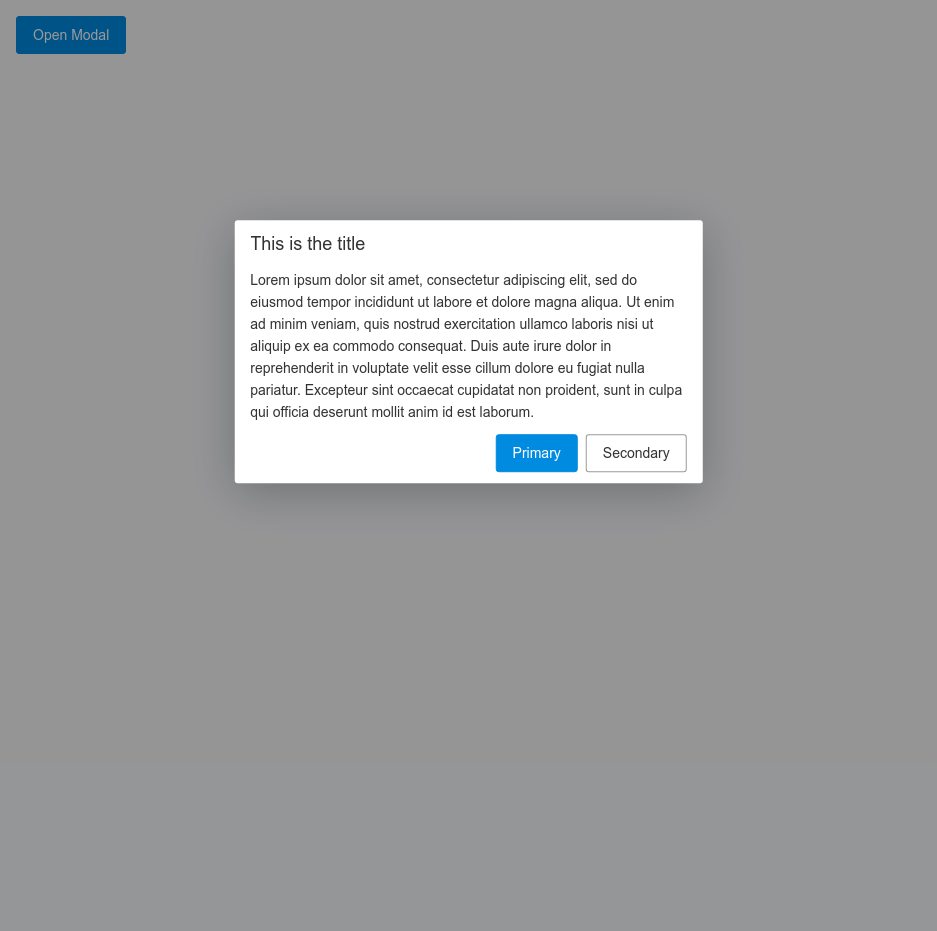 Open Modal
This is the title
Lorem ipsum dolor sit amet, consectetur adipiscing elit, sed do
eiusmod tempor incididunt ut labore et dolore magna aliqua. Ut enim
ad minim veniam, quis nostrud exercitation ullamco laboris nisi ut
aliquip ex ea commodo consequat. Duis aute irure dolor in
reprehenderit in voluptate velit esse cillum dolore eu fugiat nulla
pariatur. Excepteur sint occaecat cupidatat non proident, sunt in culpa
qui officia deserunt mollit anim id est laborum.
Primary Secondary